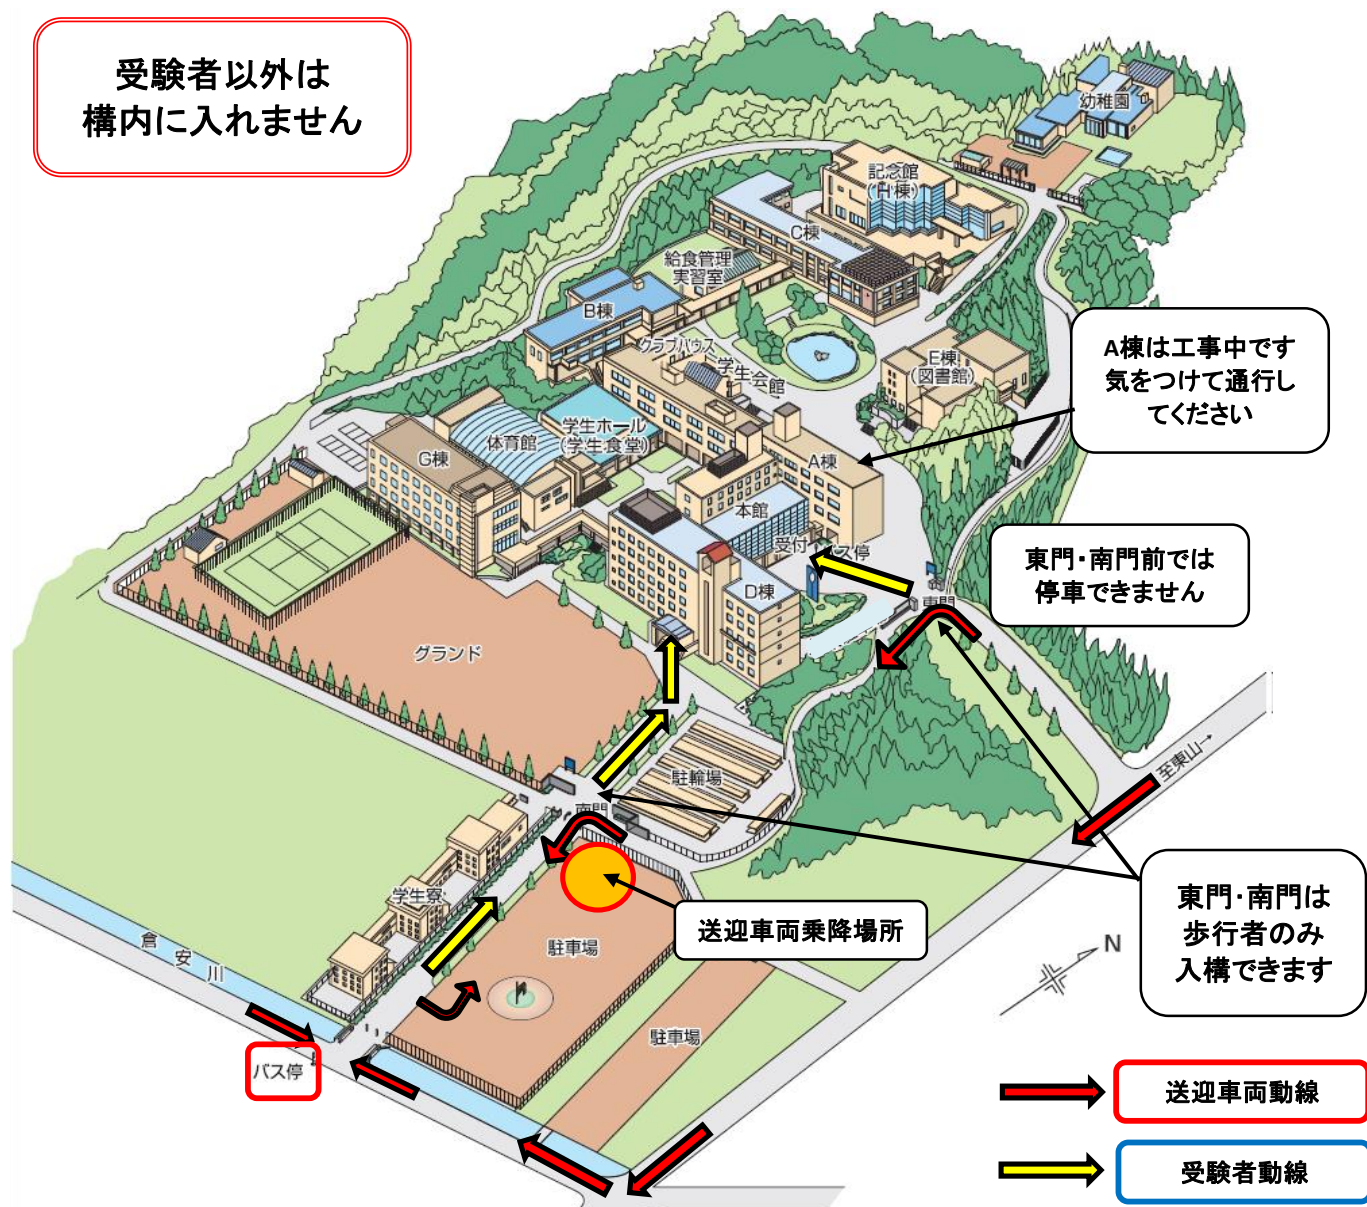 受験者以外は
構内に入れません
幼稚園
記念館
(H棟)
C棟
給食管理
実習室
B棟
クラブハウス
学生会館
E棟
(図書館)
A棟は工事中です
気をつけて通行し
てください
学生ホール
(学生食堂)
体育館
G棟
A棟
本館
受付
バス停
東門・南門前では
停車できません
D棟
東門
グランド
至東山→
駐輪場
南門
学生寮
送迎車両乗降場所
東門・南門は
歩行者のみ
入構できます
駐車場
N
倉安川
駐車場
バス停
送迎車両動線
受験者動線